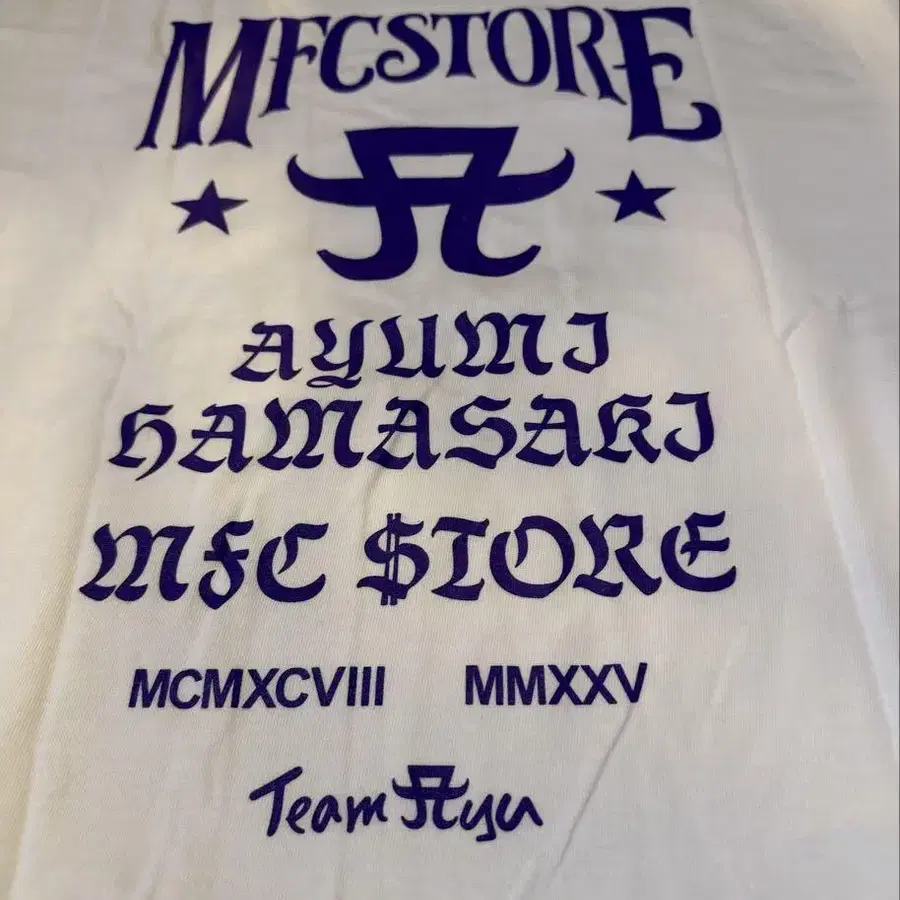 MFCSTORE
A
AYUMI
HAMASAKI
MFC $TORE
MCMXCVIII MMXXV
Team Ayu